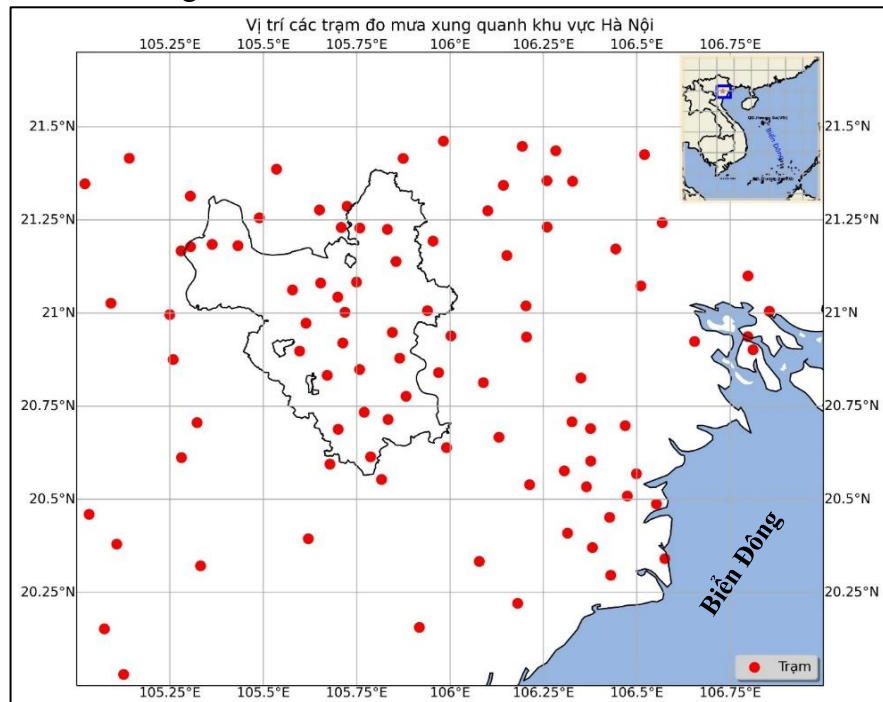 Vị trí các trạm đo mưa xung quanh khu vực Hà Nội
105.25°E 105.5°E 105.75°E 106°E 106.25°E 106.5°E 106.75°E
21.5°N 21.5°N
21.25°N 21.25°N
21°N 21°N
20.75°N 20.75°N
20.5°N 20.5°N
20.25°N 20.25°N
Biển Đông
Biển Đông
Trạm
105.25°E 105.5°E 105.75°E 106°E 106.25°E 106.5°E 106.75°E